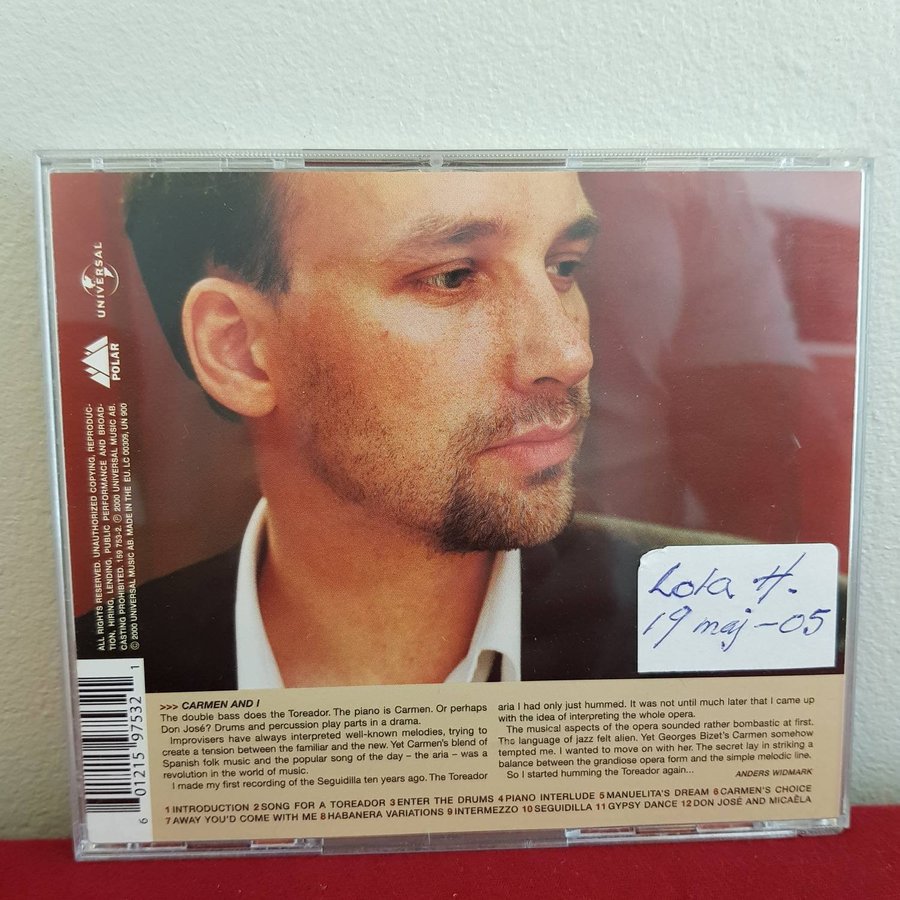 UNIVERSAL
POLAR
ALL RIGHTS RESERVED. UNAUTHORIZED COPYING, REPRODUC-
TION, HIRING, LENDING, PUBLIC PERFORMANCE AND BROAD-
CASTING PROHIBITED. 159 753-2. ℗ 2000 UNIVERSAL MUSIC AB.
© 2000 UNIVERSAL MUSIC AB. MADE IN THE EU. LC 00309, UN 900
Lola H.
19 maj -05
6 01215 97532 1
>>> CARMEN AND I
The double bass does the Toreador. The piano is Carmen. Or perhaps
Don José? Drums and percussion play parts in a drama.
Improvisers have always interpreted well-known melodies, trying to
create a tension between the familiar and the new. Yet Carmen's blend of
Spanish folk music and the popular song of the day – the aria – was a
revolution in the world of music.
I made my first recording of the Seguidilla ten years ago. The Toreador
aria I had only just hummed. It was not until much later that I came up
with the idea of interpreting the whole opera.
The musical aspects of the opera sounded rather bombastic at first.
The language of jazz felt alien. Yet Georges Bizet's Carmen somehow
tempted me. I wanted to move on with her. The secret lay in striking a
balance between the grandiose opera form and the simple melodic line.
So I started humming the Toreador again...
ANDERS WIDMARK
1 INTRODUCTION 2 SONG FOR A TOREADOR 3 ENTER THE DRUMS 4 PIANO INTERLUDE 5 MANUELITA'S DREAM 6 CARMEN'S CHOICE
7 AWAY YOU'D COME WITH ME 8 HABANERA VARIATIONS 9 INTERMEZZO 10 SEGUIDILLA 11 GYPSY DANCE 12 DON JOSÉ AND MICAËLA